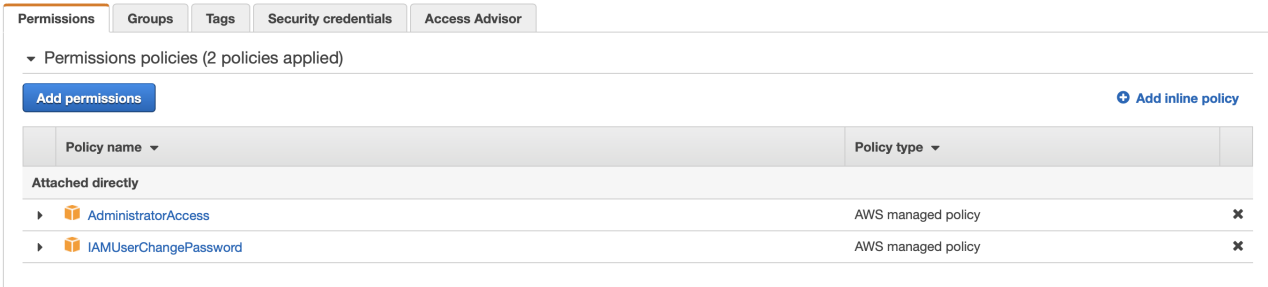 Permissions Groups Tags Security credentials Access Advisor
Permissions policies (2 policies applied)
Add permissions Add inline policy
Policy name Policy type
Attached directly
AdministratorAccess AWS managed policy
IAMUserChangePassword AWS managed policy